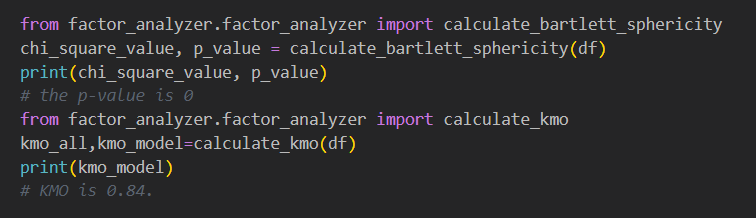 from factor_analyzer.factor_analyzer import calculate_bartlett_sphericity
chi_square_value, p_value = calculate_bartlett_sphericity(df)
print(chi_square_value, p_value)
# the p-value is 0
from factor_analyzer.factor_analyzer import calculate_kmo
kmo_all,kmo_model=calculate_kmo(df)
print(kmo_model)
# KMO is 0.84.